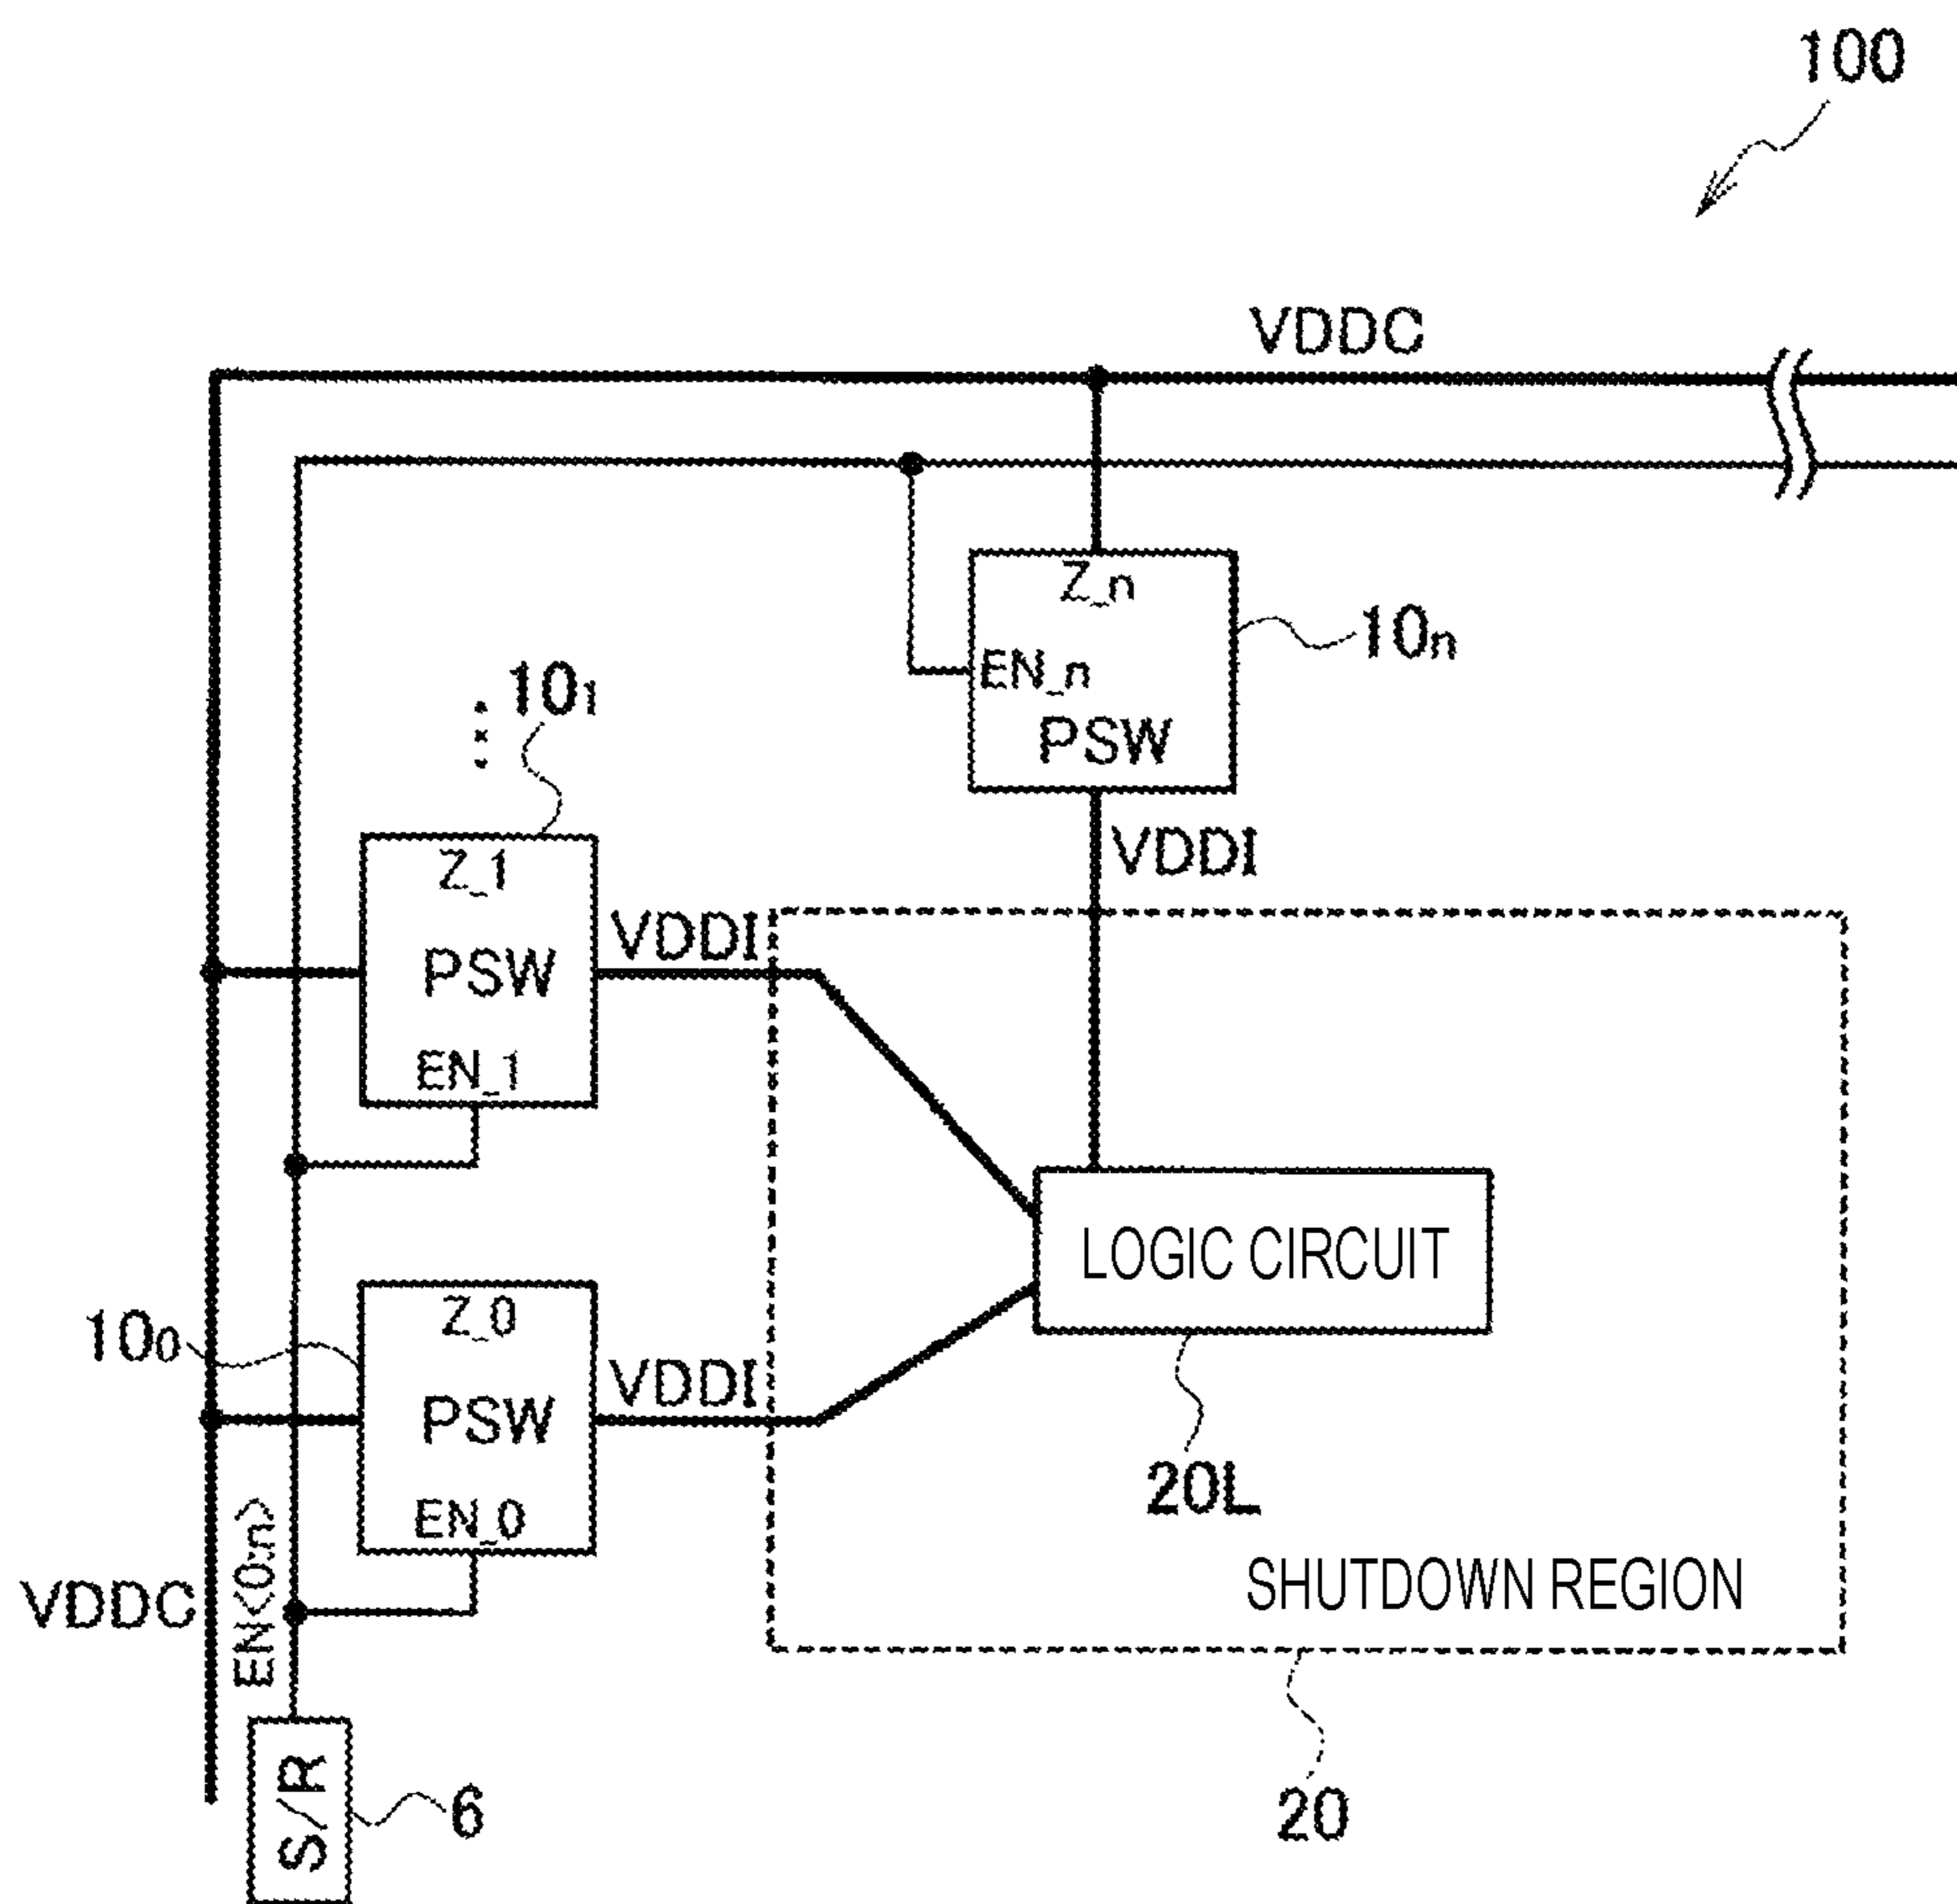 100
VDDC
Z_n
EN_n
PSW
10n
101
Z_1
PSW
EN_1
VDDI
VDDI
LOGIC CIRCUIT
20L
100
Z_0
PSW
EN_0
VDDI
EN<0:n>
VDDC
SHUTDOWN REGION
20
S/R
6